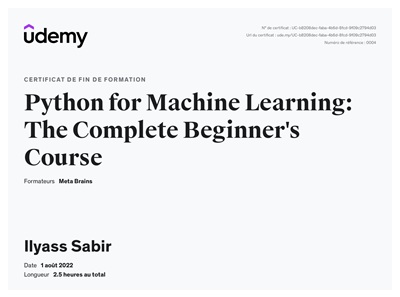 udemy
N° de certificat :
Url du certificat :
Numéro de référence : 0004
CERTIFICAT DE FIN DE FORMATION
Python for Machine Learning:
The Complete Beginner's
Course
Formateurs Meta Brains
Ilyass Sabir
Date 1 août 2022
Longueur 2.5 heures au total